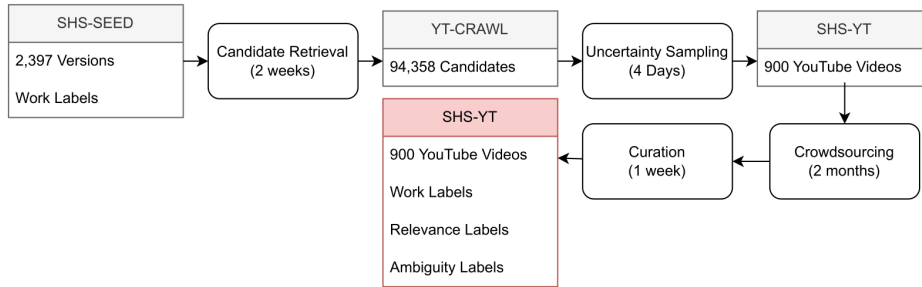 SHS-SEED
2,397 Versions
Work Labels
Candidate Retrieval
(2 weeks)
YT-CRAWL
94,358 Candidates
Uncertainty Sampling
(4 Days)
SHS-YT
900 YouTube Videos
Crowdsourcing
(2 months)
Curation
(1 week)
SHS-YT
900 YouTube Videos
Work Labels
Relevance Labels
Ambiguity Labels